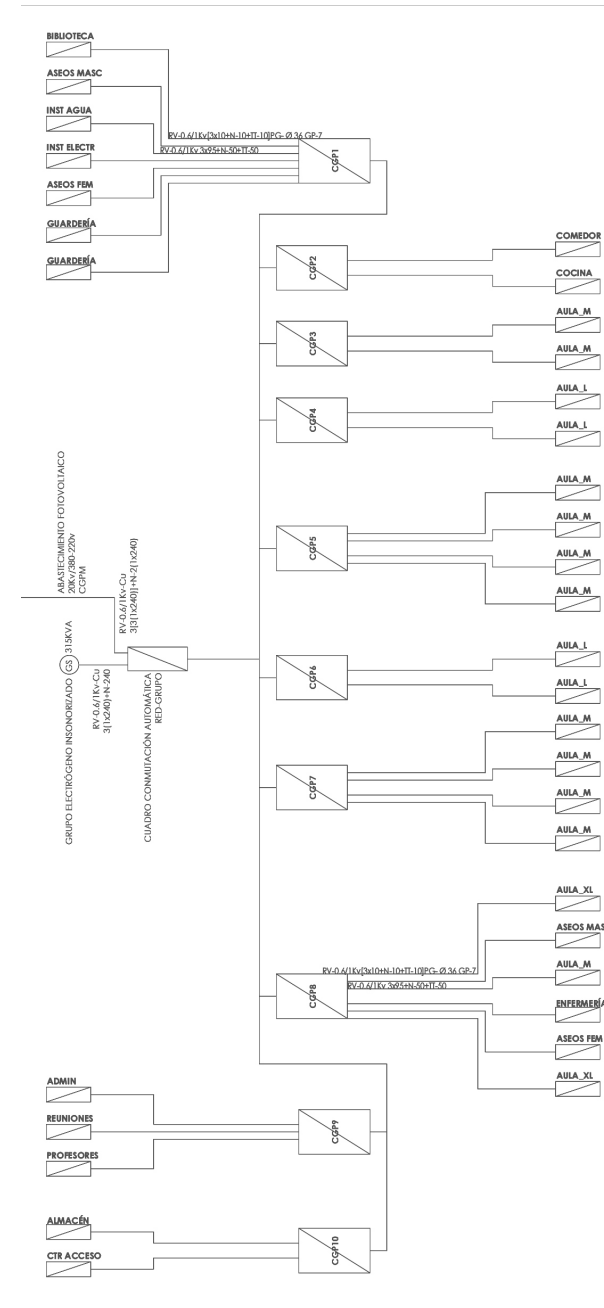 BIBLIOTECA
ASEOS MASC
INST AGUA
INST ELECTR
ASEOS FEM
GUARDERÍA
GUARDERÍA
RV-0.6/1Kv[3x10+N-10+TT-10]PG- Ø 36 GP-7
RV-0.6/1Kv 3x95+N-50+TT-50
CGP1
CGP2
COMEDOR
COCINA
CGP3
AULA_M
AULA_M
CGP4
AULA_L
AULA_L
CGP5
AULA_M
AULA_M
AULA_M
AULA_M
ABASTECIMIENTO FOTOVOLTAICO
20Kv/380-220v
CGPM
RV-0.6/1Kv-Cu
3[3(1x240)]+N-2(1x240)
GRUPO ELECTRÓGENO INSONORIZADO GS 315KVA
RV-0.6/1Kv-Cu
3(1x240)+N-240
CUADRO CONMUTACIÓN AUTOMÁTICA
RED-GRUPO
CGP6
AULA_L
AULA_L
CGP7
AULA_M
AULA_M
AULA_M
AULA_M
CGP8
RV-0.6/1Kv[3x10+N-10+TT-10]PG- Ø 36 GP-7
RV-0.6/1Kv 3x95+N-50+TT-50
AULA_XL
ASEOS MAS
AULA_M
ENFERMERÍA
ASEOS FEM
AULA_XL
ADMIN
REUNIONES
PROFESORES
CGP9
ALMACÉN
CTR ACCESO
CGP10